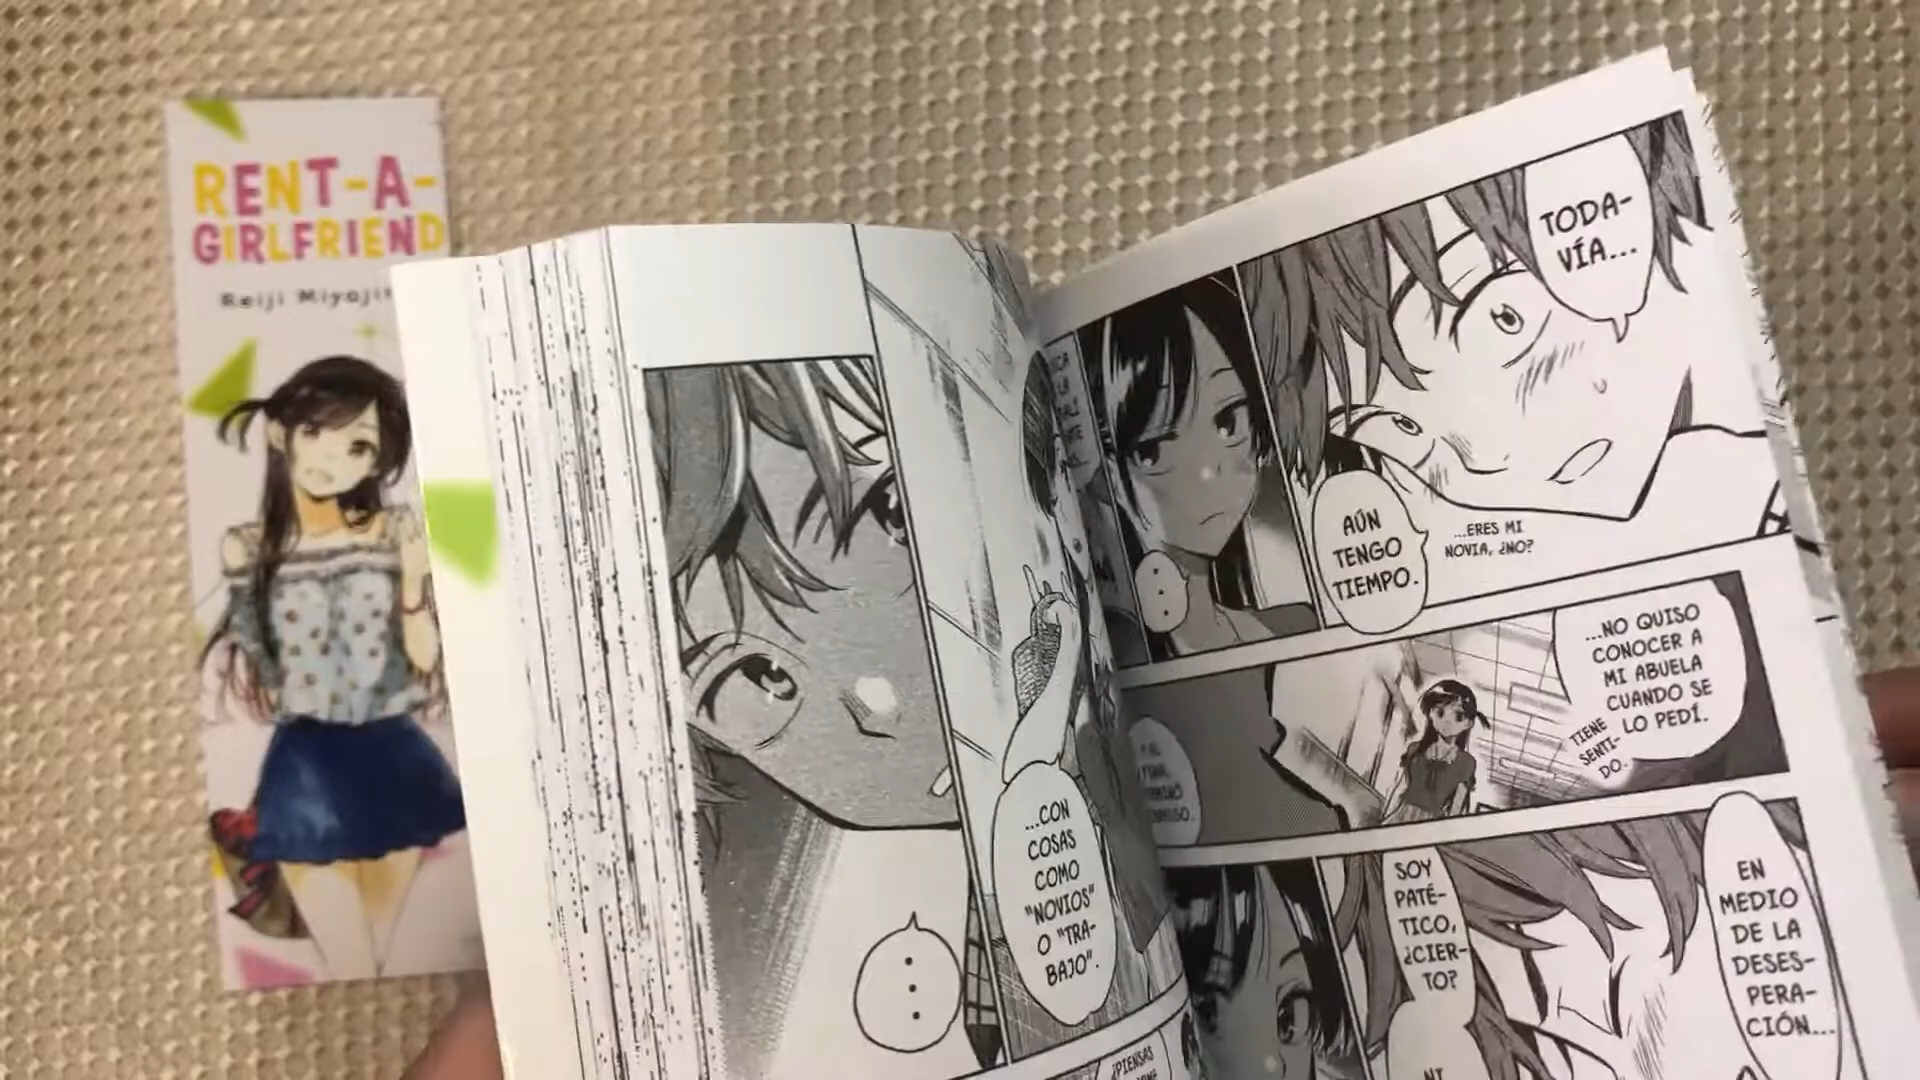 RENT-A-
GIRLFRIEND
Reiji
...CON
COSAS
COMO
"NOVIOS"
O "TRA-
BAJO".
¿PIENSAS
TODA-
VÍA...
AÚN
TENGO
TIEMPO.
...ERES MI
NOVIA, ¿NO?
...NO QUISO
CONOCER A
MI ABUELA
CUANDO SE
LO PEDÍ.
TIENE
SENTI-
DO.
EN
MEDIO
DE LA
DESES-
PERA-
CIÓN...
SOY
PATÉ-
TICO,
¿CIER-
TO?
NI